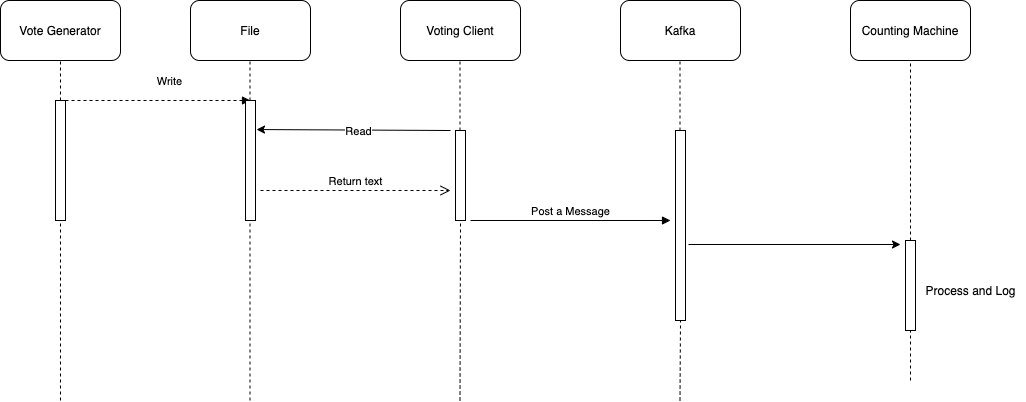 Vote Generator
File
Voting Client
Kafka
Counting Machine
Write
Read
Return text
Post a Message
Process and Log